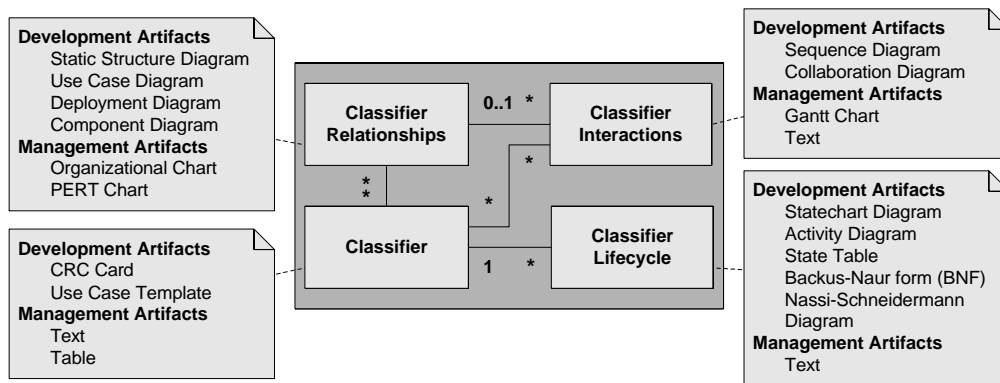 Development Artifacts
Static Structure Diagram
Use Case Diagram
Deployment Diagram
Component Diagram
Management Artifacts
Organizational Chart
PERT Chart
Development Artifacts
CRC Card
Use Case Template
Management Artifacts
Text
Table
Classifier
Relationships
0..1 *
Classifier
Interactions
*
*
*
*
Classifier
1 *
Classifier
Lifecycle
Development Artifacts
Sequence Diagram
Collaboration Diagram
Management Artifacts
Gantt Chart
Text
Development Artifacts
Statechart Diagram
Activity Diagram
State Table
Backus-Naur form (BNF)
Nassi-Schneidermann
Diagram
Management Artifacts
Text